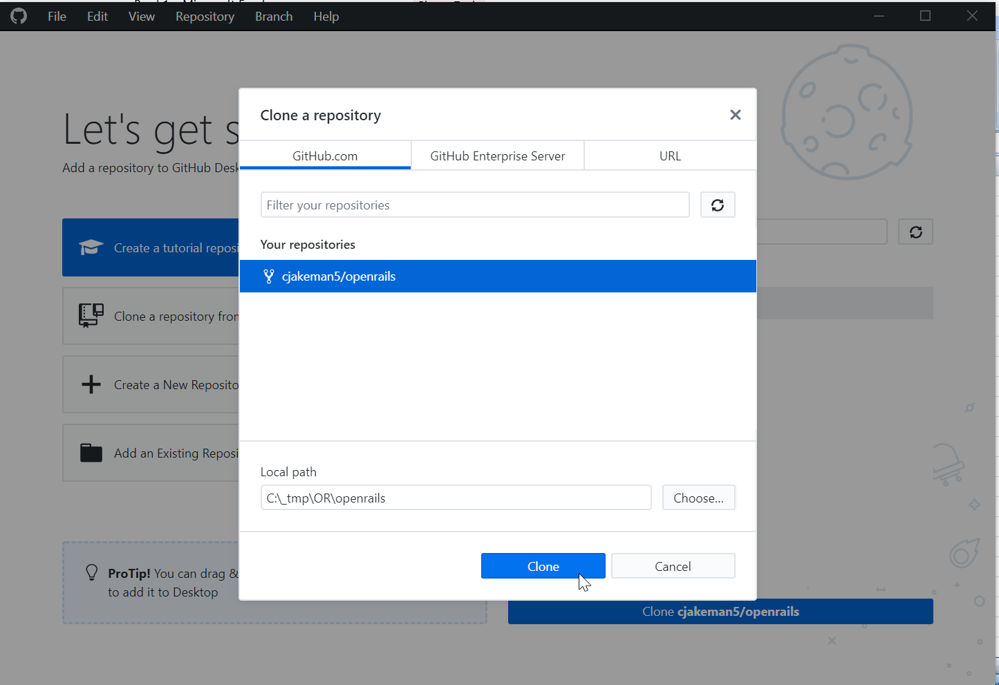 File Edit View Repository Branch Help
Let's get s
Add a repository to GitHub Desk
Create a tutorial reposi
Clone a repository from
Create a New Reposito
Add an Existing Reposi
ProTip! You can drag &
to add it to Desktop
Clone a repository
GitHub.com GitHub Enterprise Server URL
Filter your repositories
Your repositories
cjakeman5/openrails
Local path
C:\_tmp\OR\openrails Choose...
Clone Cancel
Clone cjakeman5/openrails